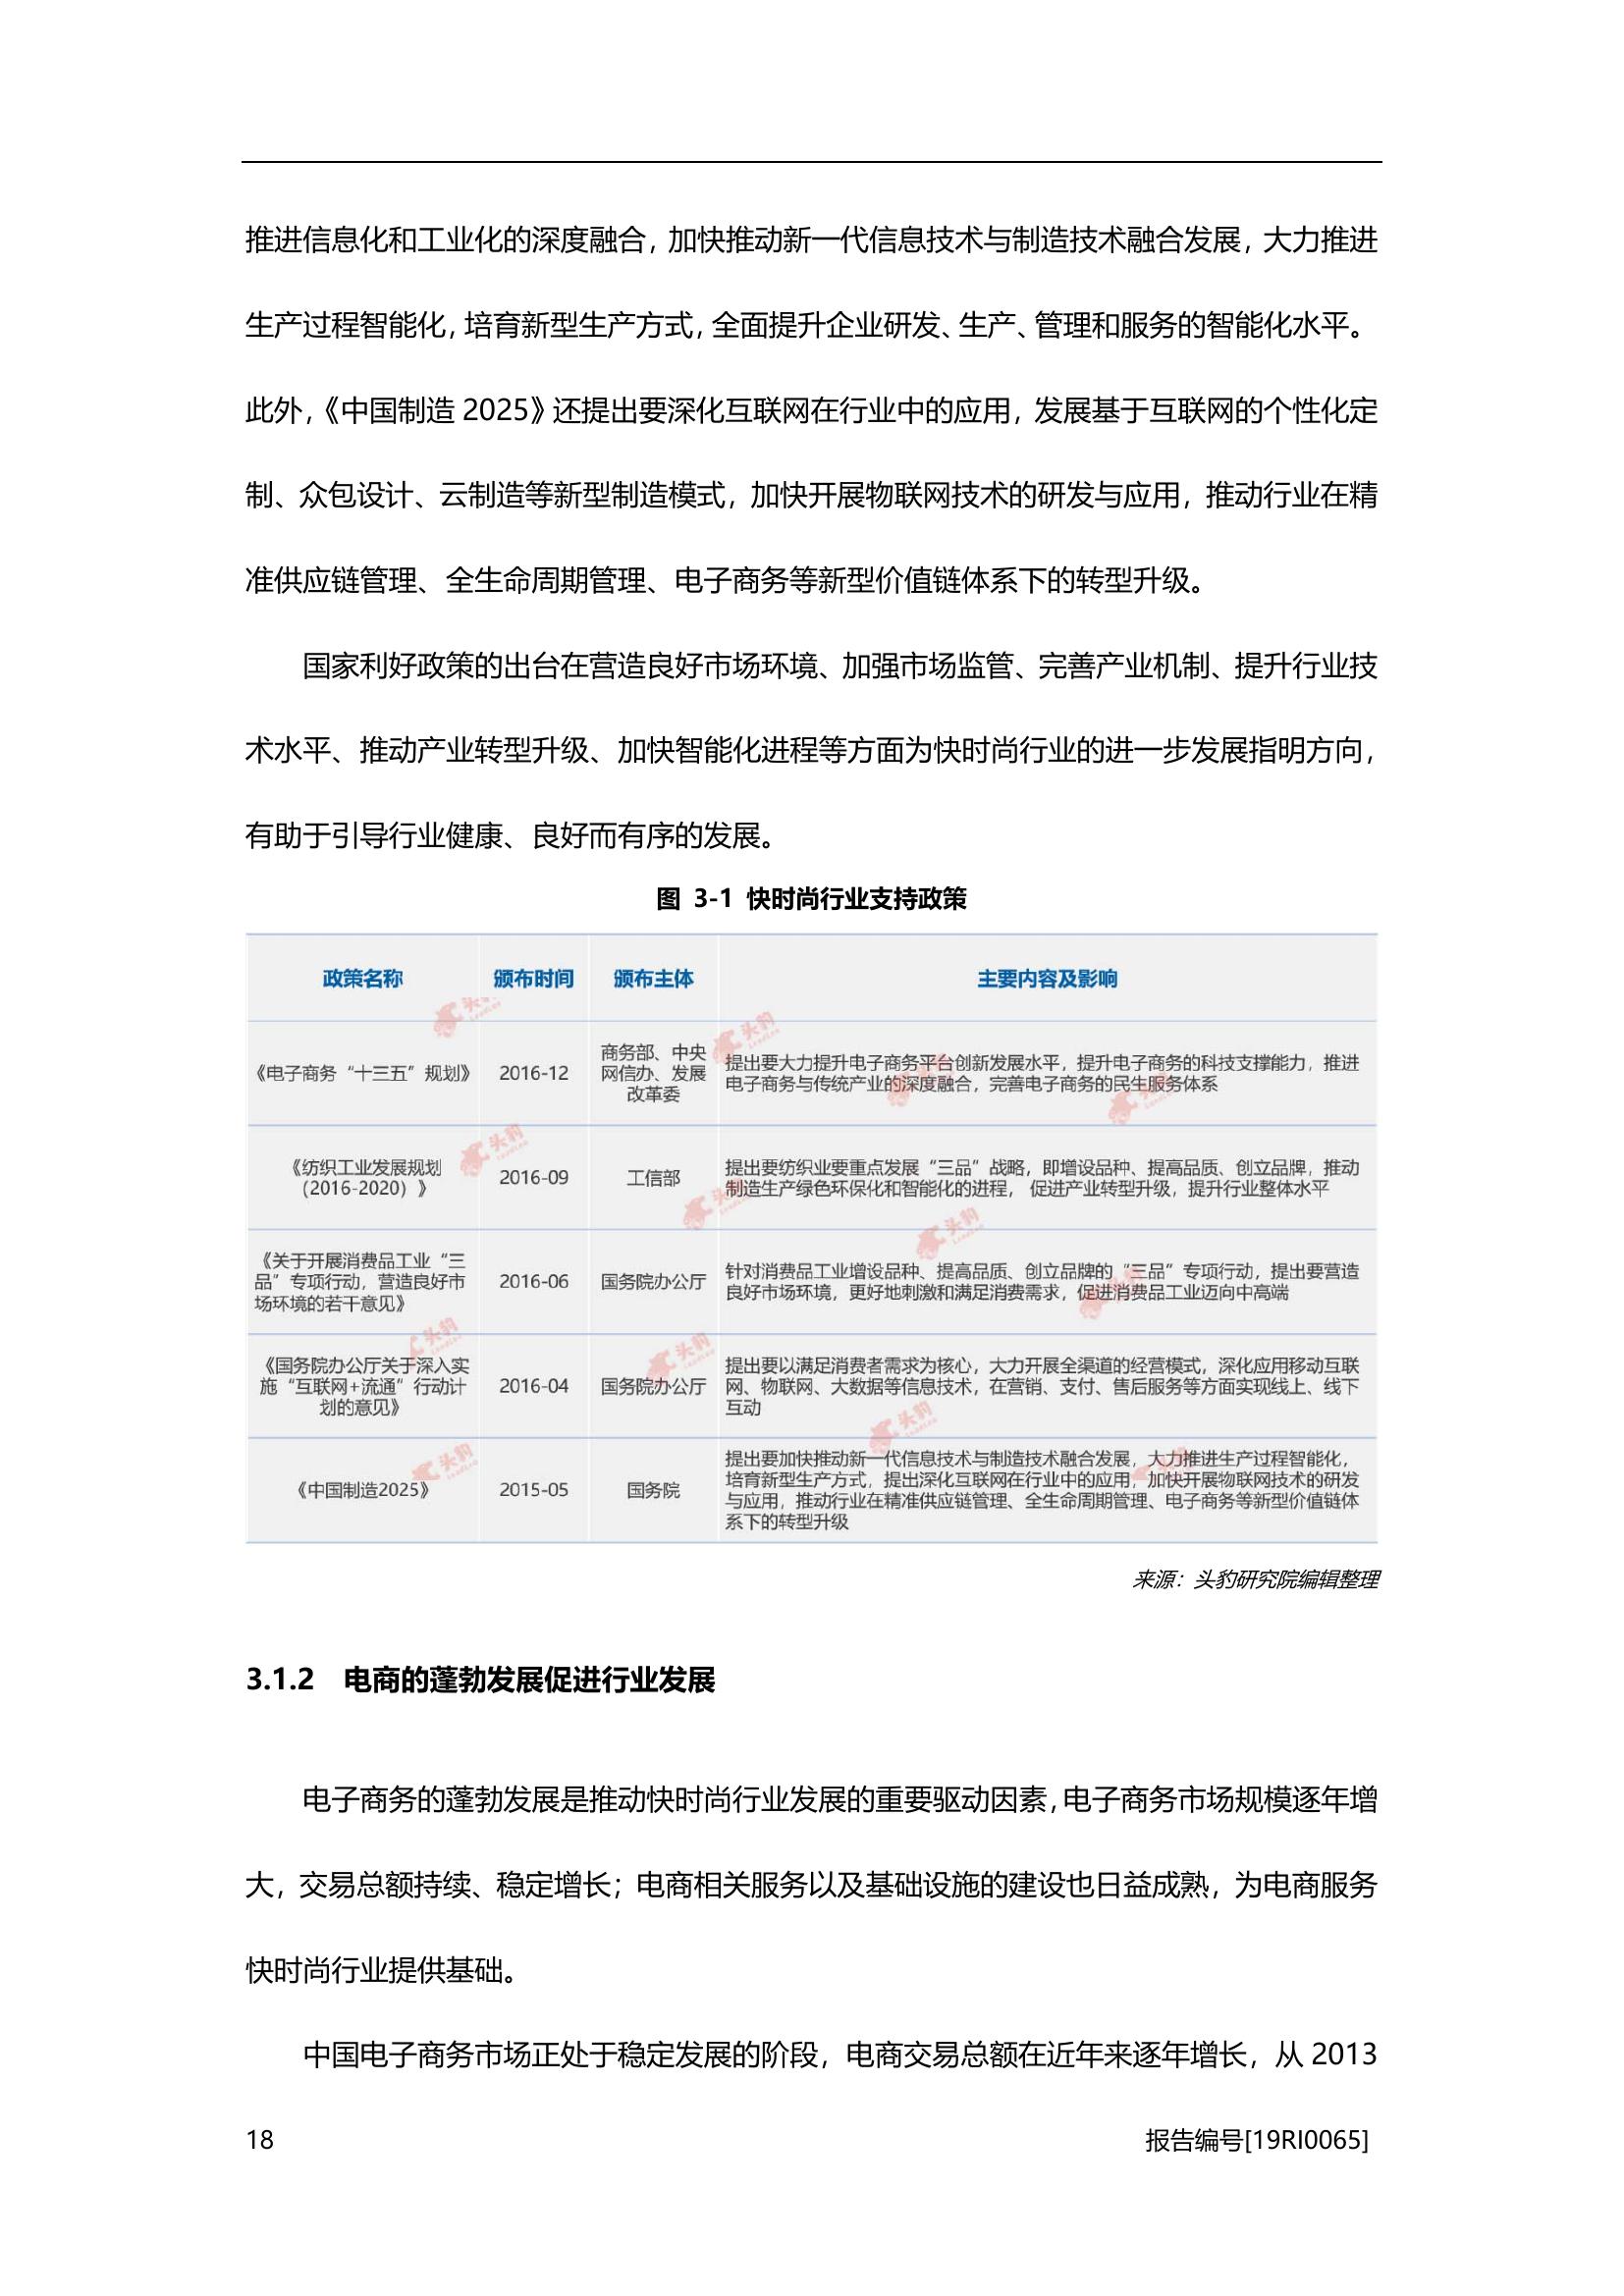 推进信息化和工业化的深度融合，加快推动新一代信息技术与制造技术融合发展，大力推进
生产过程智能化，培育新型生产方式，全面提升企业研发、生产、管理和服务的智能化水平。
此外，《中国制造 2025》还提出要深化互联网在行业中的应用，发展基于互联网的个性化定
制、众包设计、云制造等新型制造模式，加快开展物联网技术的研发与应用，推动行业在精
准供应链管理、全生命周期管理、电子商务等新型价值链体系下的转型升级。
国家利好政策的出台在营造良好市场环境、加强市场监管、完善产业机制、提升行业技
术水平、推动产业转型升级、加快智能化进程等方面为快时尚行业的进一步发展指明方向，
有助于引导行业健康、良好而有序的发展。
图 3-1 快时尚行业支持政策
政策名称 颁布时间 颁布主体 主要内容及影响
《电子商务“十三五”规划》
2016-12
商务部、中央
网信办、发展
改革委
提出要大力提升电子商务平台创新发展水平，提升电子商务的科技支撑能力，推进
电子商务与传统产业的深度融合，完善电子商务的民生服务体系
《纺织工业发展规划
（2016-2020）》
2016-09
工信部
提出要纺织业要重点发展“三品”战略，即增设品种、提高品质、创立品牌，推动
制造生产绿色环保化和智能化的进程， 促进产业转型升级，提升行业整体水平
《关于开展消费品工业“三
品”专项行动，营造良好市
场环境的若干意见》
2016-06
国务院办公厅
针对消费品工业增设品种、提高品质、创立品牌的“三品”专项行动，提出要营造
良好市场环境，更好地刺激和满足消费需求，促进消费品工业迈向中高端
《国务院办公厅关于深入实
施“互联网+流通”行动计
划的意见》
2016-04
国务院办公厅
提出要以满足消费者需求为核心，大力开展全渠道的经营模式，深化应用移动互联
网、物联网、大数据等信息技术，在营销、支付、售后服务等方面实现线上、线下
互动
《中国制造2025》
2015-05
国务院
提出要加快推动新一代信息技术与制造技术融合发展，大力推进生产过程智能化，
培育新型生产方式，提出深化互联网在行业中的应用，加快开展物联网技术的研发
与应用，推动行业在精准供应链管理、全生命周期管理、电子商务等新型价值链体
系下的转型升级
来源：头豹研究院编辑整理
3.1.2 电商的蓬勃发展促进行业发展
电子商务的蓬勃发展是推动快时尚行业发展的重要驱动因素，电子商务市场规模逐年增
大，交易总额持续、稳定增长；电商相关服务以及基础设施的建设也日益成熟，为电商服务
快时尚行业提供基础。
中国电子商务市场正处于稳定发展的阶段，电商交易总额在近年来逐年增长，从 2013
18 报告编号[19RI0065]